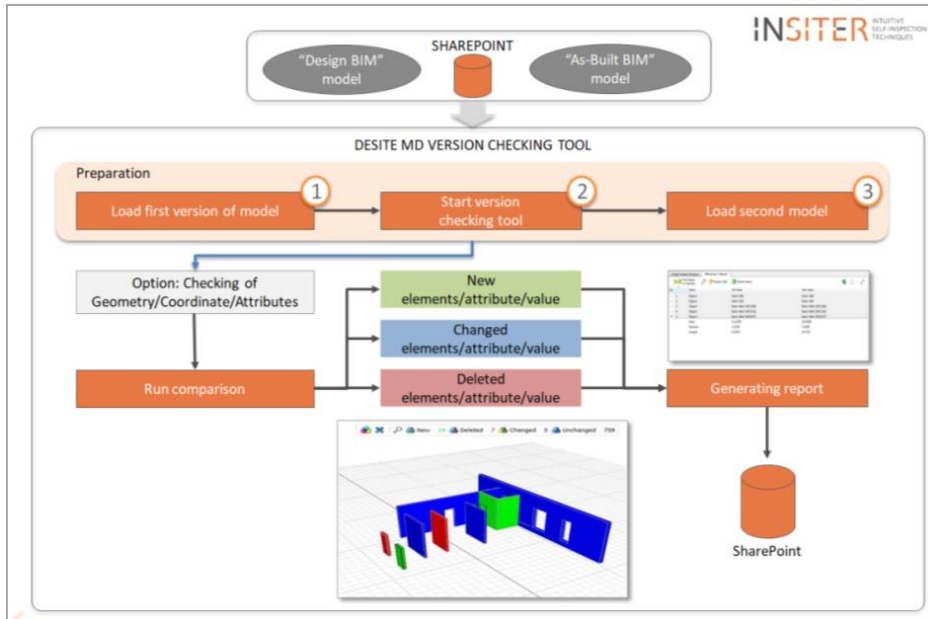 INSITER
INTUITIVE
SELF-INSPECTION
TECHNIQUES
SHAREPOINT
"Design BIM"
model
"As-Built BIM"
model
DESITE MD VERSION CHECKING TOOL
Preparation
1
Load first version of model
2
Start version
checking tool
3
Load second model
Option: Checking of
Geometry/Coordinate/Attributes
New
elements/attribute/value
Changed
elements/attribute/value
Run comparison
Deleted
elements/attribute/value
Generating report
New Deleted 7 Changed 5 Unchanged 759
SharePoint